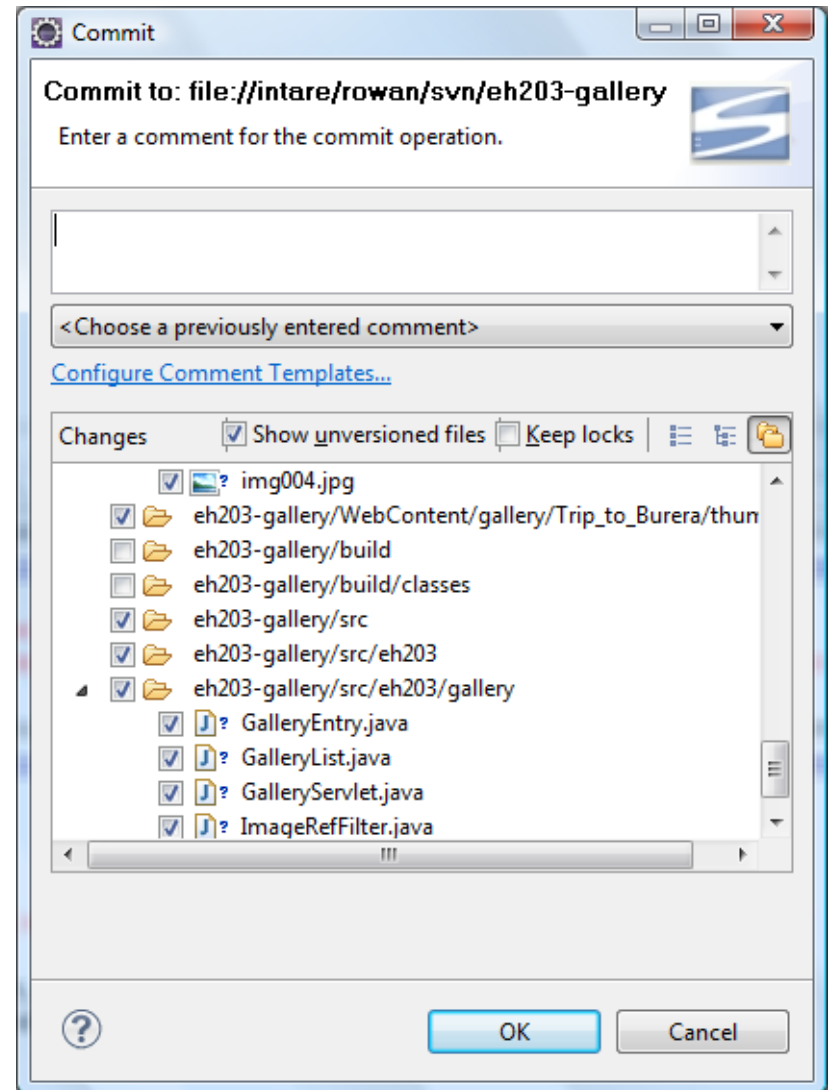 Commit
Commit to: file://intare/rowan/svn/eh203-gallery
Enter a comment for the commit operation.
<Choose a previously entered comment>
Configure Comment Templates...
Changes Show unversioned files Keep locks
? img004.jpg
eh203-gallery/WebContent/gallery/Trip_to_Burera/thum
eh203-gallery/build
eh203-gallery/build/classes
eh203-gallery/src
eh203-gallery/src/eh203
eh203-gallery/src/eh203/gallery
J? GalleryEntry.java
J? GalleryList.java
J? GalleryServlet.java
J? ImageRefFilter.java
? OK Cancel